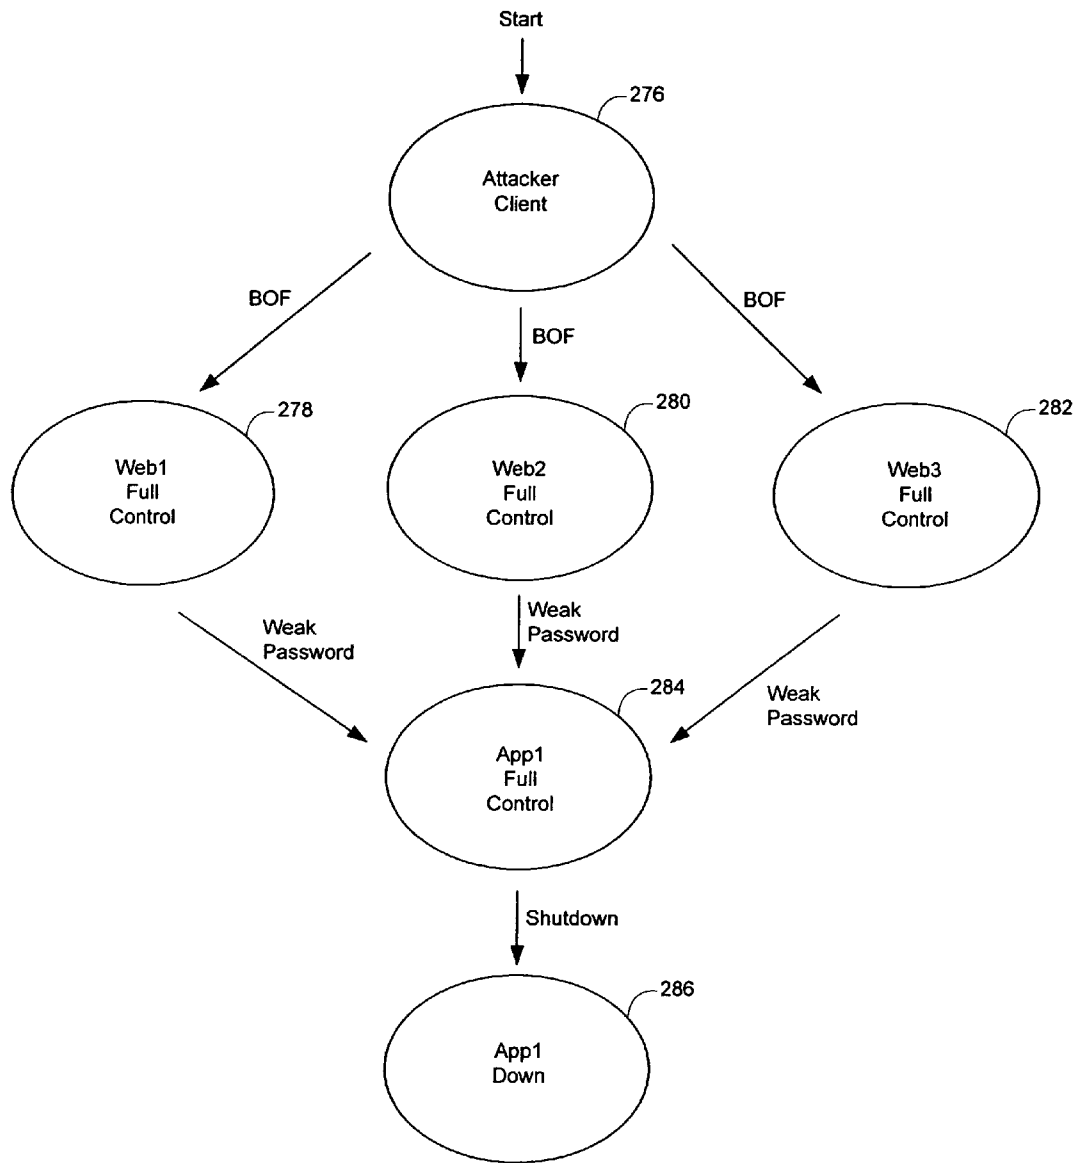 Start
276
Attacker
Client
BOF
BOF
BOF
278
280
282
Web1
Full
Control
Web2
Full
Control
Web3
Full
Control
Weak
Password
Weak
Password
Weak
Password
284
App1
Full
Control
Shutdown
286
App1
Down